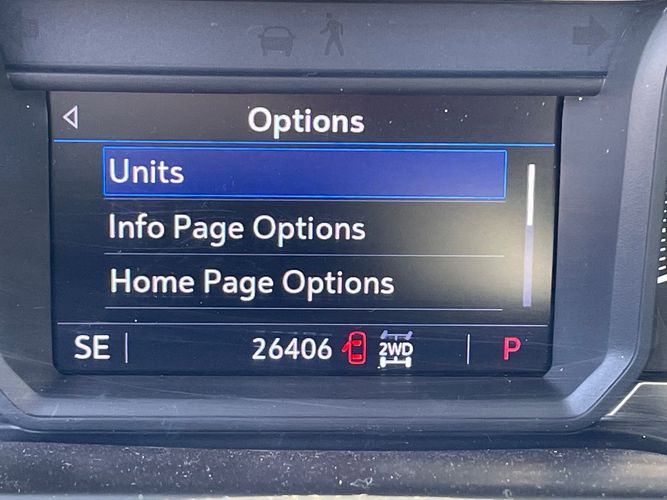 Options
Units
Info Page Options
Home Page Options
SE 26406 2WD P